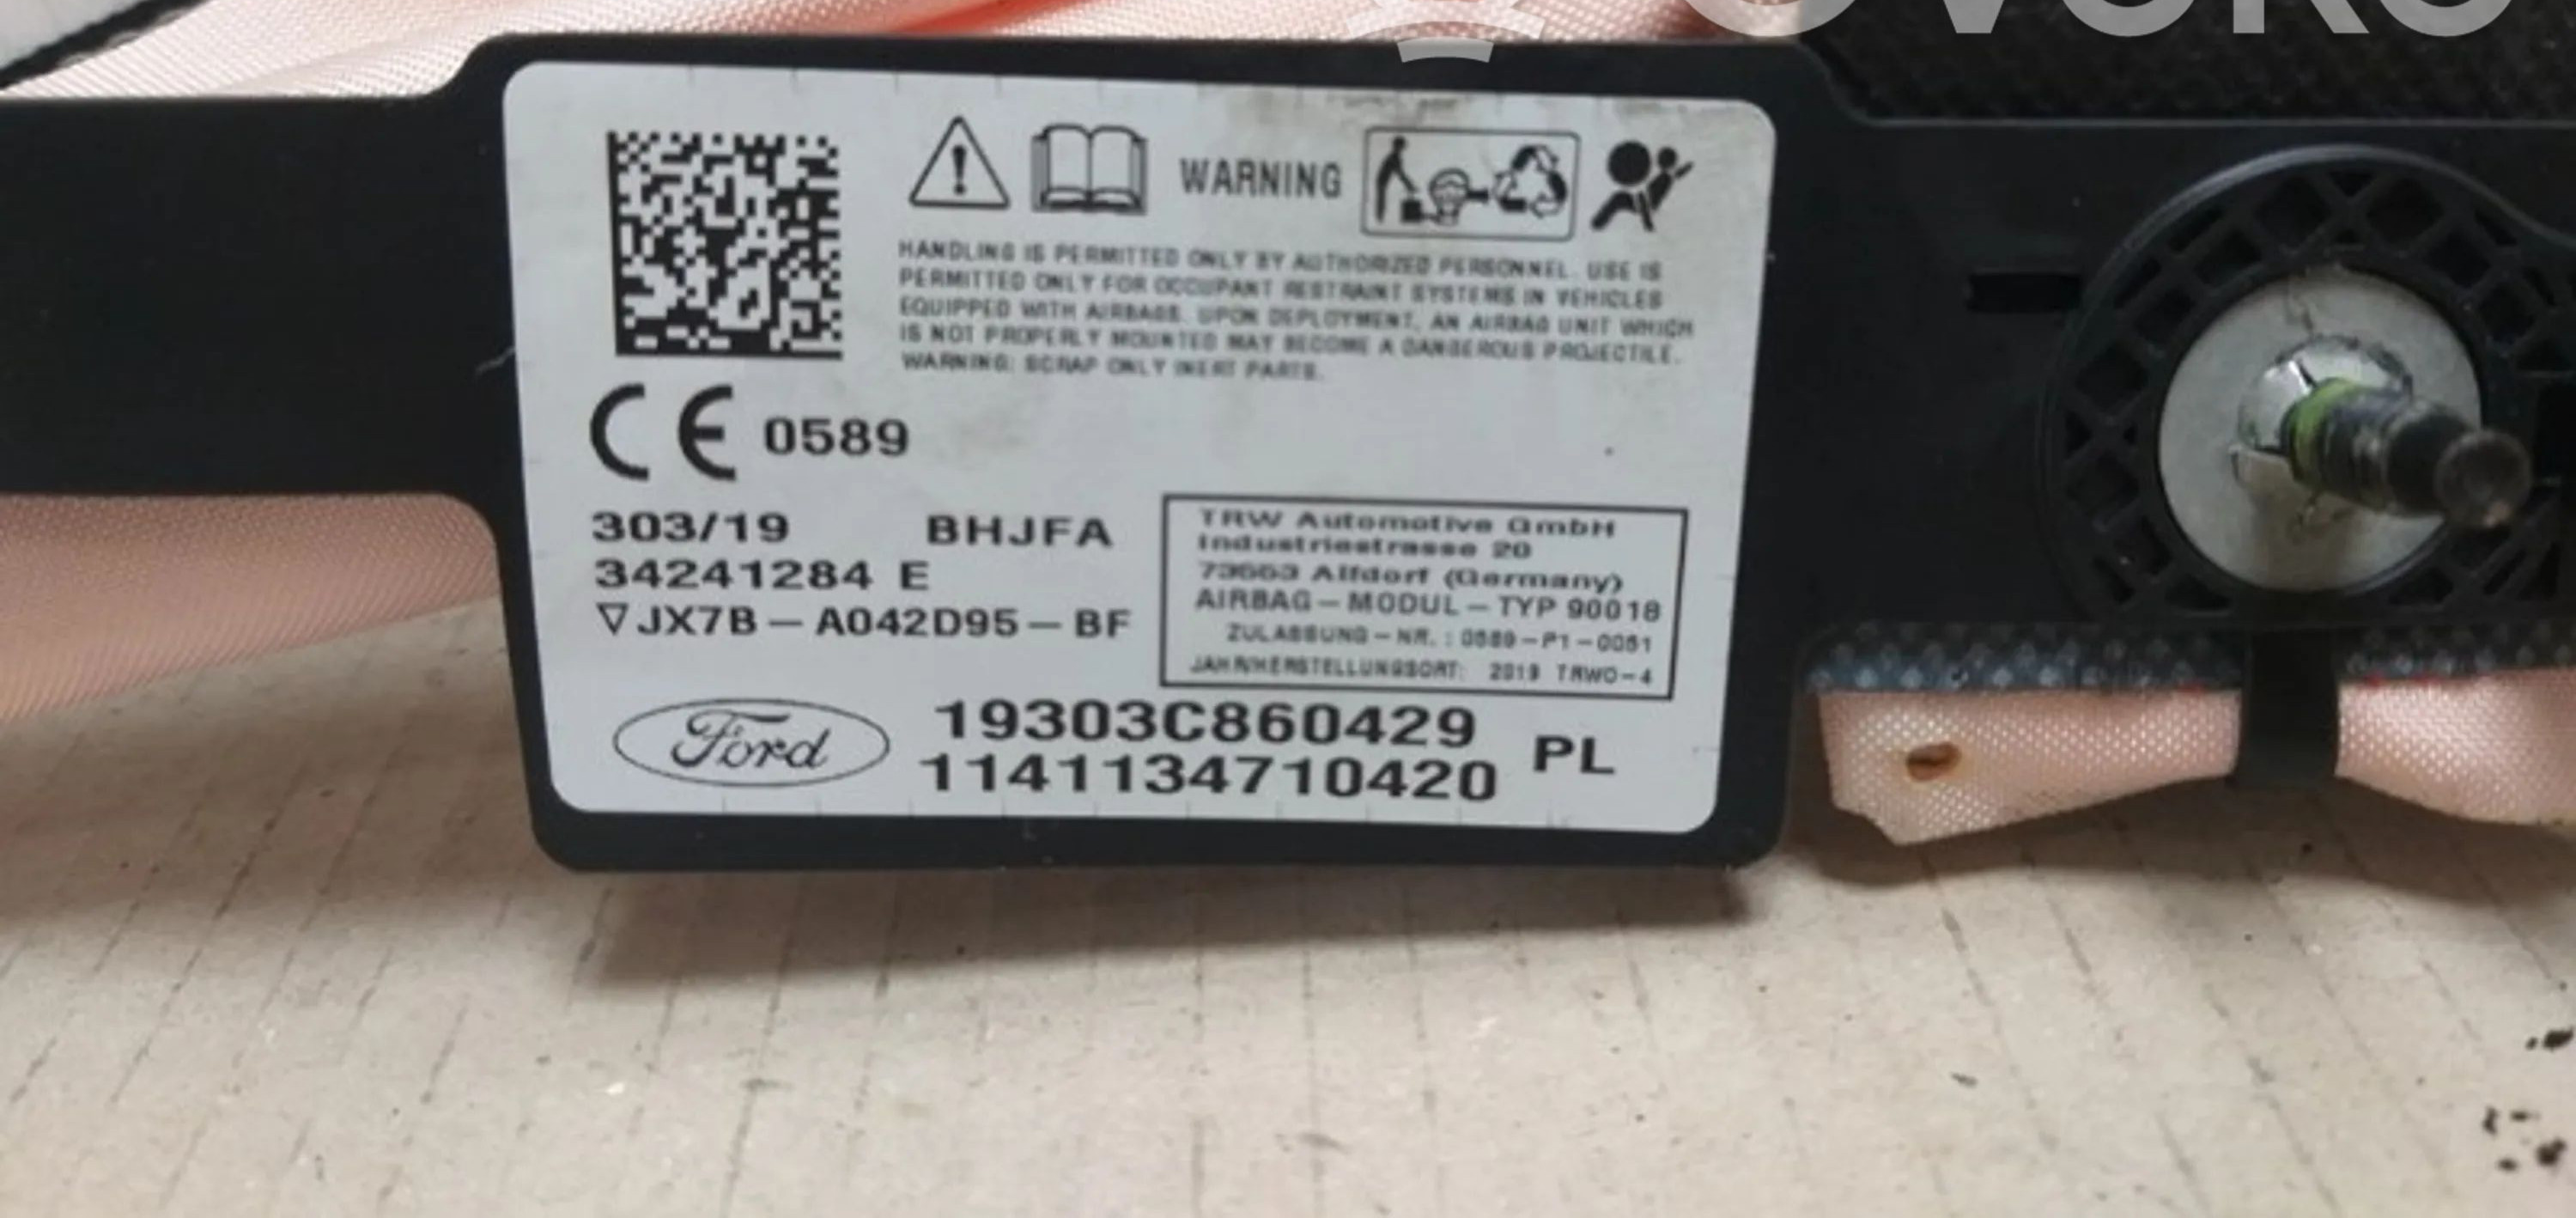 WARNING
HANDLING IS PERMITTED ONLY BY AUTHORIZED PERSONNEL. USE IS
PERMITTED ONLY FOR OCCUPANT RESTRAINT SYSTEMS IN VEHICLES
EQUIPPED WITH AIRBAGS. UPON DEPLOYMENT, AN AIRBAG UNIT WHICH
IS NOT PROPERLY MOUNTED MAY BECOME A DANGEROUS PROJECTILE.
WARNING: SCRAP ONLY INERT PARTS.
CE 0589
303/19 BHJFA
34241284 E
▽JX7B-A042D95-BF
TRW Automotive GmbH
Industriestrasse 20
73553 Alfdorf (Germany)
AIRBAG-MODUL-TYP 90018
ZULASSUNG-NR.: 0589-P1-0051
JAHR/HERSTELLUNGSORT: 2019 TRWO-4
Ford
19303C860429
1141134710420
PL